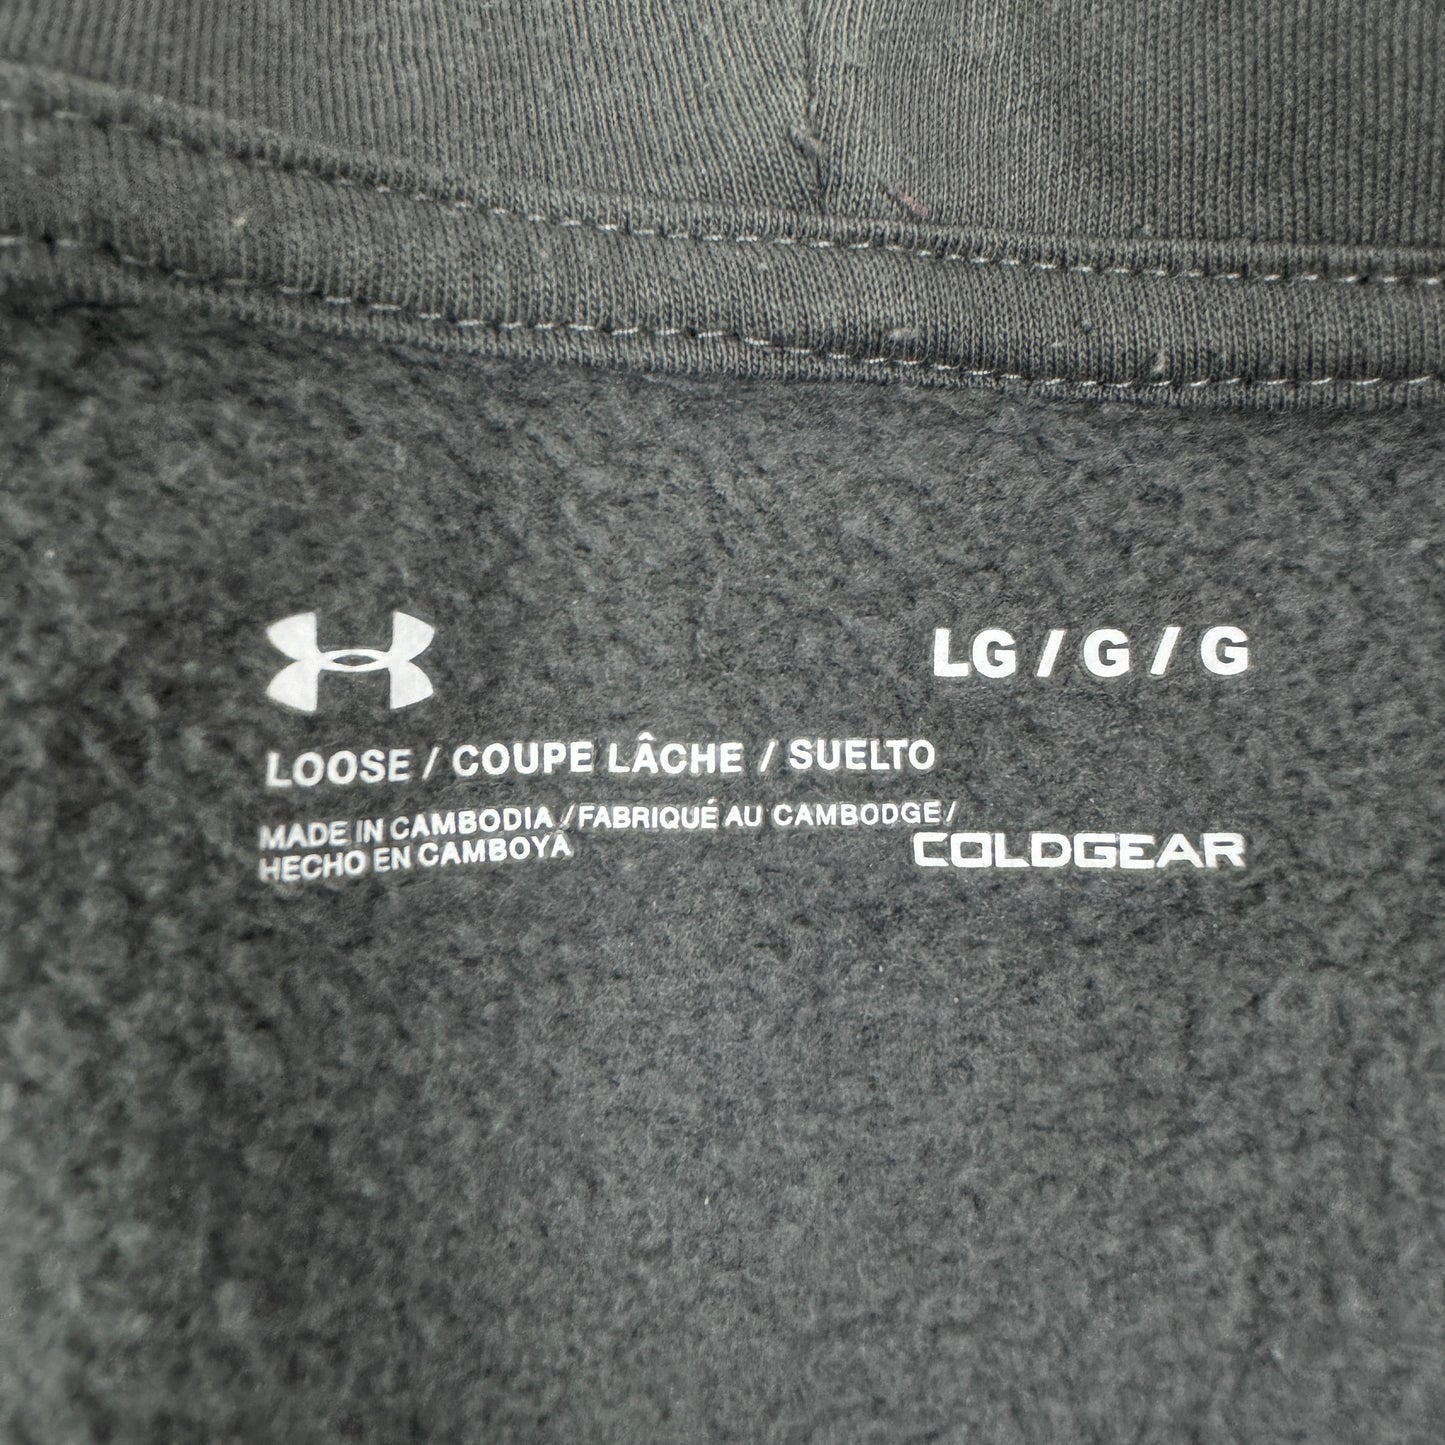 LG / G / G
LOOSE / COUPE LÂCHE / SUELTO
MADE IN CAMBODIA / FABRIQUÉ AU CAMBODGE /
HECHO EN CAMBOYA
COLDGEAR